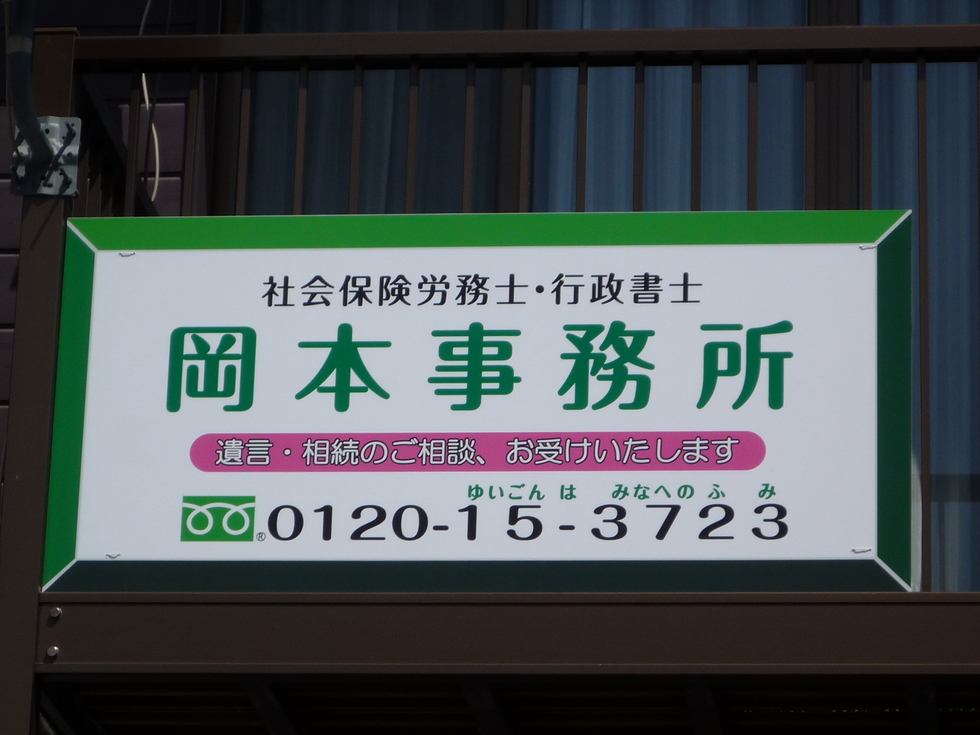 社会保険労務士・行政書士
岡本事務所
遺言・相続のご相談、お受けいたします
ゆいごん は みなへの ふ み
®0120-15-3723